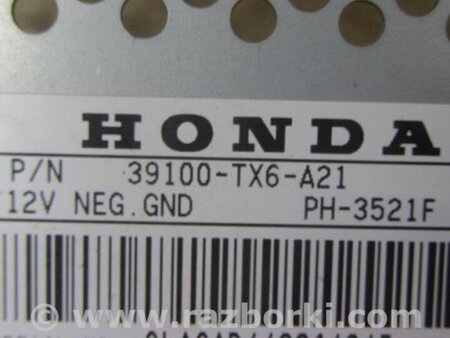 HONDA
P/N 39100-TX6-A21
12V NEG.GND PH-3521F
www.razborki.com